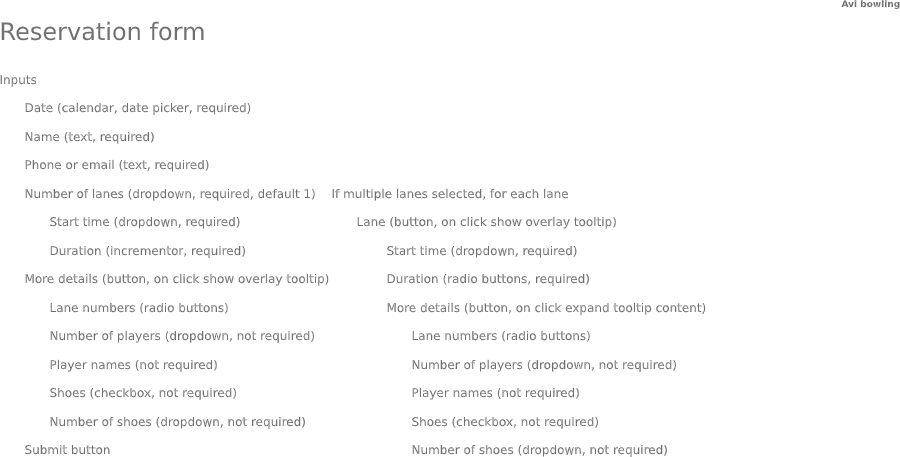 Avi bowling
Reservation form
Inputs
Date (calendar, date picker, required)
Name (text, required)
Phone or email (text, required)
Number of lanes (dropdown, required, default 1)
Start time (dropdown, required)
Duration (incrementor, required)
More details (button, on click show overlay tooltip)
Lane numbers (radio buttons)
Number of players (dropdown, not required)
Player names (not required)
Shoes (checkbox, not required)
Number of shoes (dropdown, not required)
Submit button
If multiple lanes selected, for each lane
Lane (button, on click show overlay tooltip)
Start time (dropdown, required)
Duration (radio buttons, required)
More details (button, on click expand tooltip content)
Lane numbers (radio buttons)
Number of players (dropdown, not required)
Player names (not required)
Shoes (checkbox, not required)
Number of shoes (dropdown, not required)